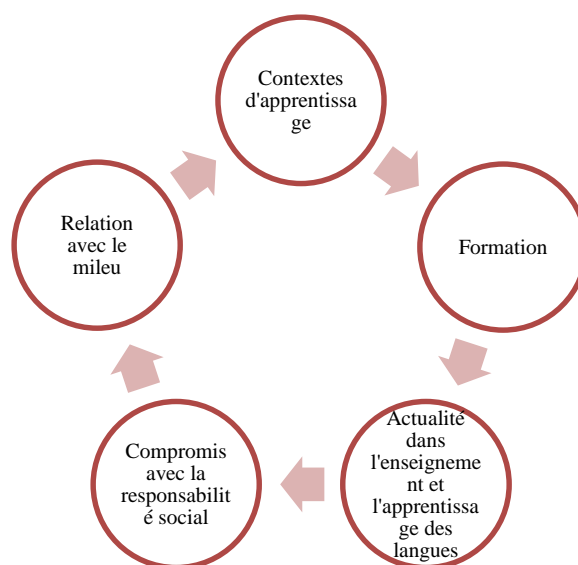 Contextes
d'apprentissa
ge
Formation
Actualité
dans
l'enseigneme
nt et
l'apprentissa
ge des
langues
Compromis
avec la
responsabilit
é social
Relation
avec le
mileu